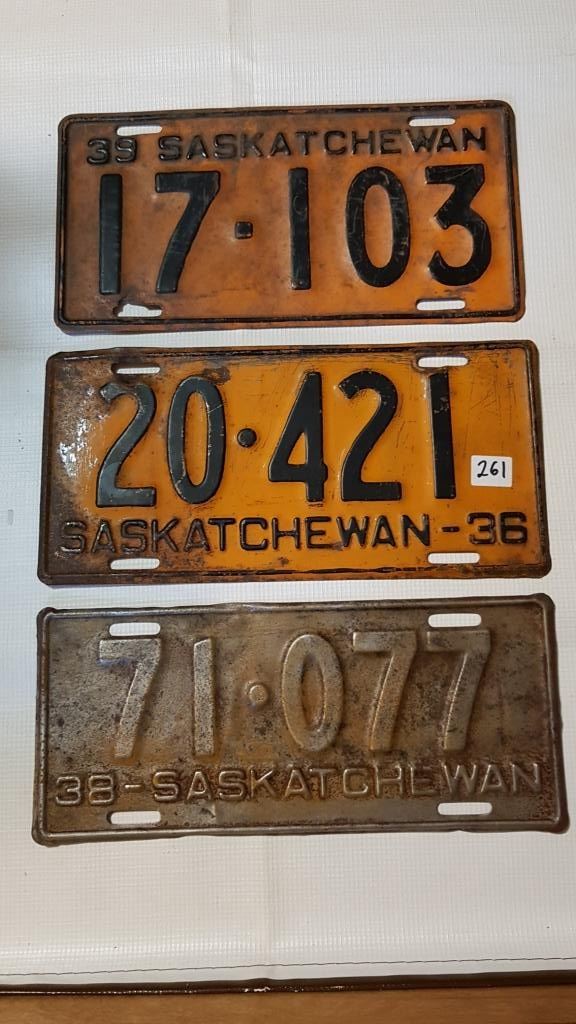 39 SASKATCHEWAN
17·103
20·421
261
SASKATCHEWAN-36
71·077
38-SASKATCHEWAN